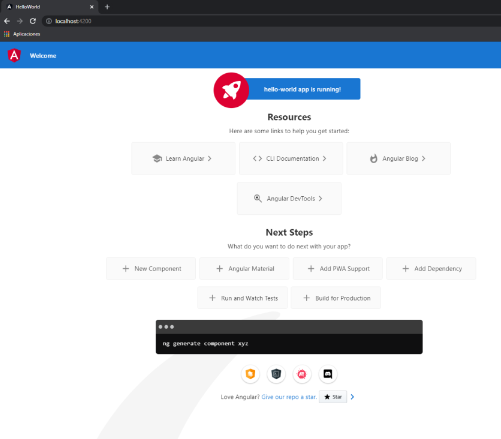 HelloWorld
localhost:4200
Aplicaciones
Welcome
hello-world app is running!
Resources
Here are some links to help you get started:
Learn Angular
CLI Documentation
Angular Blog
Angular DevTools
Next Steps
What do you want to do next with your app?
New Component
Angular Material
Add PWA Support
Add Dependency
Run and Watch Tests
Build for Production
ng generate component xyz
Love Angular? Give our repo a star. Star